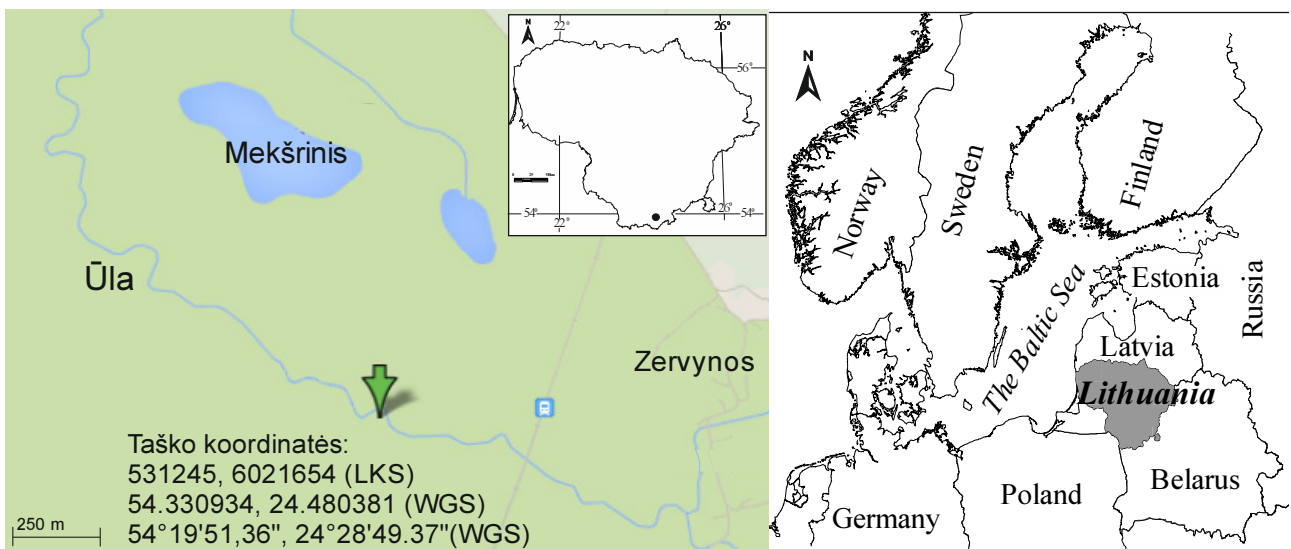 N
22°
26°
56°
54°
22°
26°
54°
Mekšrinis
Ūla
Zervynos
Taško koordinatės:
531245, 6021654 (LKS)
54.330934, 24.480381 (WGS)
54°19'51,36", 24°28'49.37"(WGS)
250 m
N
Norway
Sweden
Finland
The Baltic Sea
Estonia
Russia
Latvia
Lithuania
Belarus
Poland
Germany